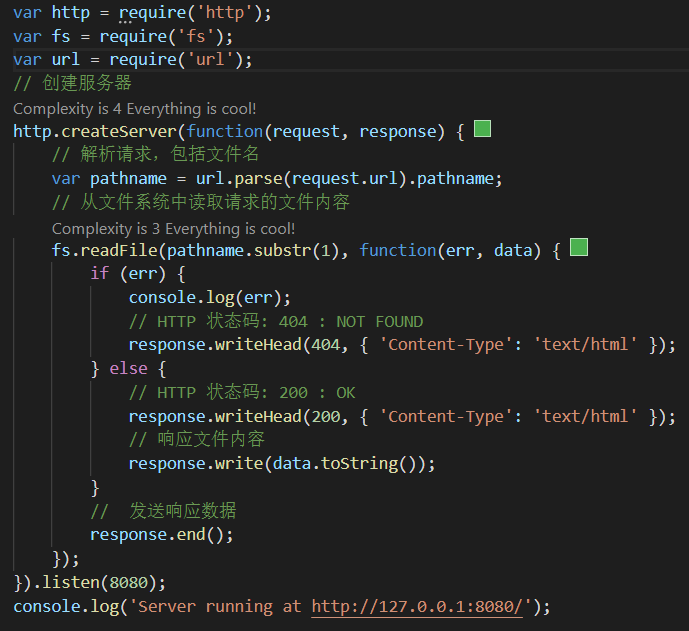 var http = require('http');
var fs = require('fs');
var url = require('url');
// 创建服务器
Complexity is 4 Everything is cool!
http.createServer(function(request, response) {
    // 解析请求，包括文件名
    var pathname = url.parse(request.url).pathname;
    // 从文件系统中读取请求的文件内容
    Complexity is 3 Everything is cool!
    fs.readFile(pathname.substr(1), function(err, data) {
        if (err) {
            console.log(err);
            // HTTP 状态码: 404 : NOT FOUND
            response.writeHead(404, { 'Content-Type': 'text/html' });
        } else {
            // HTTP 状态码: 200 : OK
            response.writeHead(200, { 'Content-Type': 'text/html' });
            // 响应文件内容
            response.write(data.toString());
        }
        //  发送响应数据
        response.end();
    });
}).listen(8080);
console.log('Server running at http://127.0.0.1:8080/');